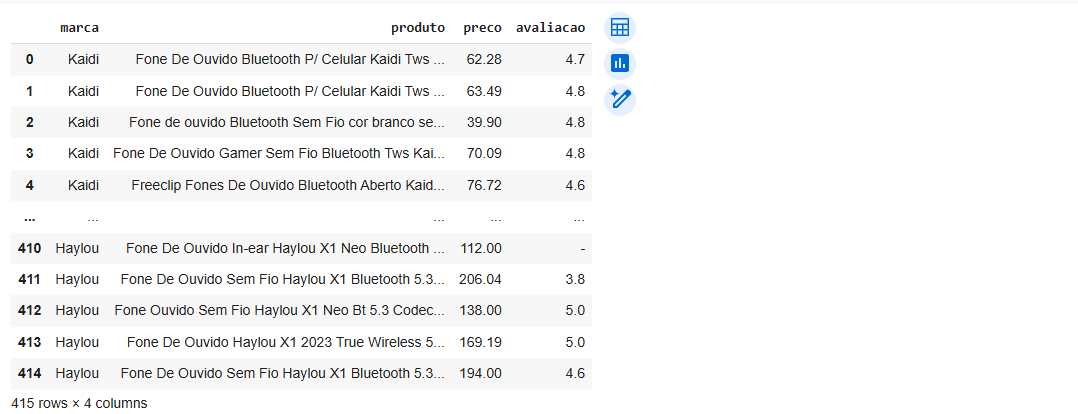 marca produto preco avaliacao
0 Kaidi Fone De Ouvido Bluetooth P/ Celular Kaidi Tws ... 62.28 4.7
1 Kaidi Fone De Ouvido Bluetooth P/ Celular Kaidi Tws ... 63.49 4.8
2 Kaidi Fone de ouvido Bluetooth Sem Fio cor branco se... 39.90 4.8
3 Kaidi Fone De Ouvido Gamer Sem Fio Bluetooth Tws Kai... 70.09 4.8
4 Kaidi Freeclip Fones De Ouvido Bluetooth Aberto Kaid... 76.72 4.6
... ... ... ... ...
410 Haylou Fone De Ouvido In-ear Haylou X1 Neo Bluetooth ... 112.00 -
411 Haylou Fone De Ouvido Sem Fio Haylou X1 Bluetooth 5.3... 206.04 3.8
412 Haylou Fone Ouvido Sem Fio Haylou X1 Neo Bt 5.3 Codec... 138.00 5.0
413 Haylou Fone De Ouvido Haylou X1 2023 True Wireless 5... 169.19 5.0
414 Haylou Fone De Ouvido Sem Fio Haylou X1 Bluetooth 5.3... 194.00 4.6
415 rows × 4 columns